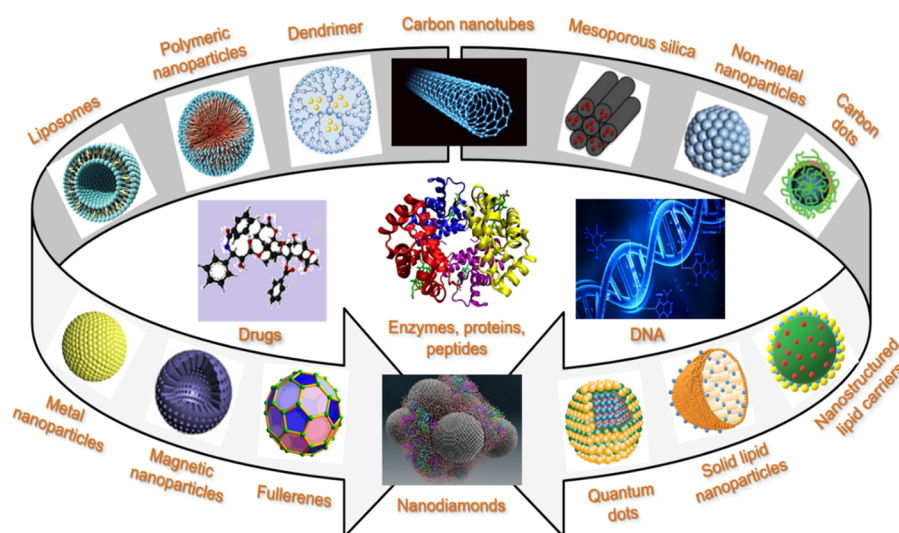 Liposomes
Polymeric
nanoparticles
Dendrimer
Carbon nanotubes
Mesoporous silica
Non-metal
nanoparticles
Carbon
dots
Drugs
Enzymes, proteins,
peptides
DNA
Metal
nanoparticles
Magnetic
nanoparticles
Fullerenes
Nanodiamonds
Quantum
dots
Solid lipid
nanoparticles
Nanostructured
lipid carriers